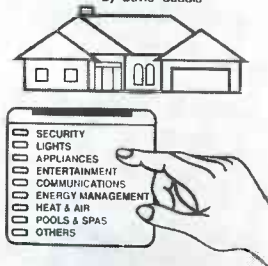 SECURITY
LIGHTS
APPLIANCES
ENTERTAINMENT
COMMUNICATIONS
ENERGY MANAGEMENT
HEAT & AIR
POOLS & SPAS
OTHERS